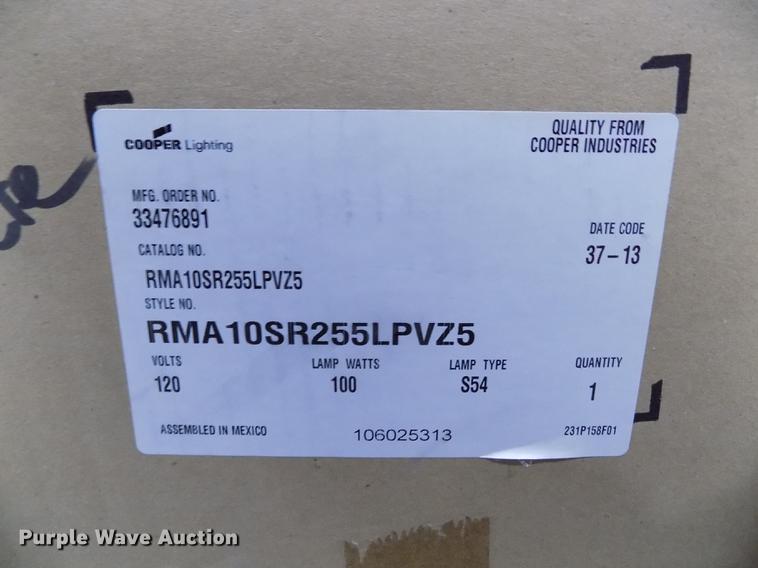 COOPER Lighting
QUALITY FROM
COOPER INDUSTRIES
MFG. ORDER NO.
33476891
DATE CODE
37-13
CATALOG NO.
RMA10SR255LPVZ5
STYLE NO.
RMA10SR255LPVZ5
VOLTS LAMP WATTS LAMP TYPE QUANTITY
120 100 S54 1
ASSEMBLED IN MEXICO 106025313 231P158F01
Purple Wave Auction